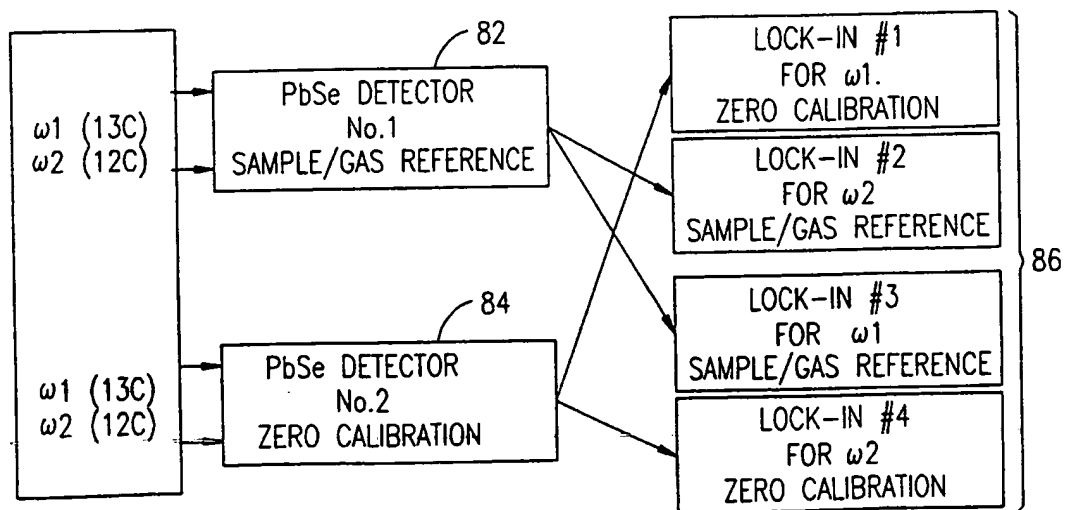 ω1 (13C)
ω2 (12C)
ω1 (13C)
ω2 (12C)
82
PbSe DETECTOR
No.1
SAMPLE/GAS REFERENCE
84
PbSe DETECTOR
No.2
ZERO CALIBRATION
LOCK-IN #1
FOR ω1.
ZERO CALIBRATION
LOCK-IN #2
FOR ω2
SAMPLE/GAS REFERENCE
LOCK-IN #3
FOR ω1
SAMPLE/GAS REFERENCE
LOCK-IN #4
FOR ω2
ZERO CALIBRATION
86